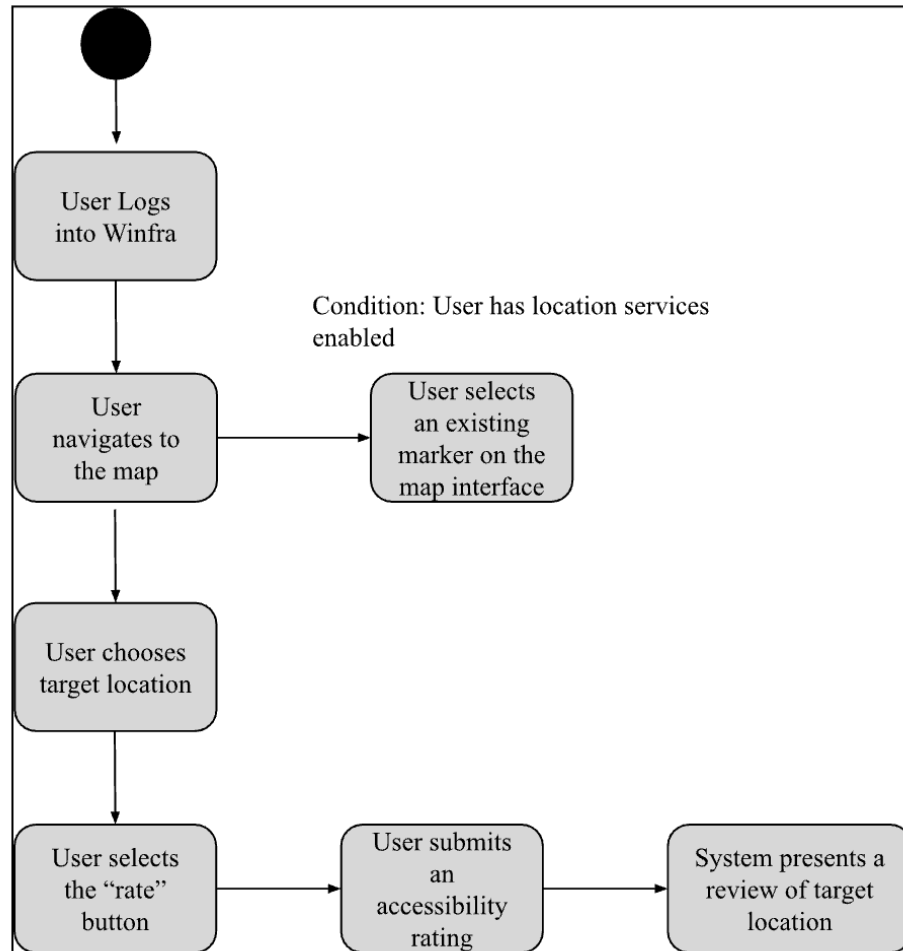 User Logs
into Winfra
Condition: User has location services
enabled
User
navigates to
the map
User selects
an existing
marker on the
map interface
User chooses
target location
User selects
the “rate”
button
User submits
an
accessibility
rating
System presents a
review of target
location